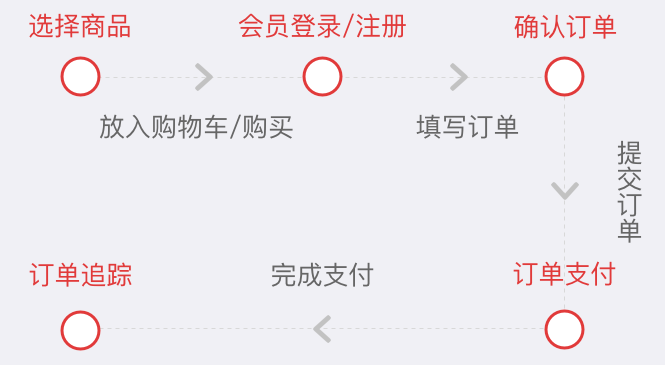 选择商品
会员登录/注册
确认订单
放入购物车/购买
填写订单
提交订单
订单追踪
完成支付
订单支付